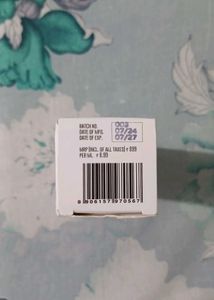 BATCH NO. 003
DATE OF MFG. 07/24
DATE OF EXP. 07/27
MRP (INCL. OF ALL TAXES) ₹ 899
PER ML ₹ 8.99
8906157970567